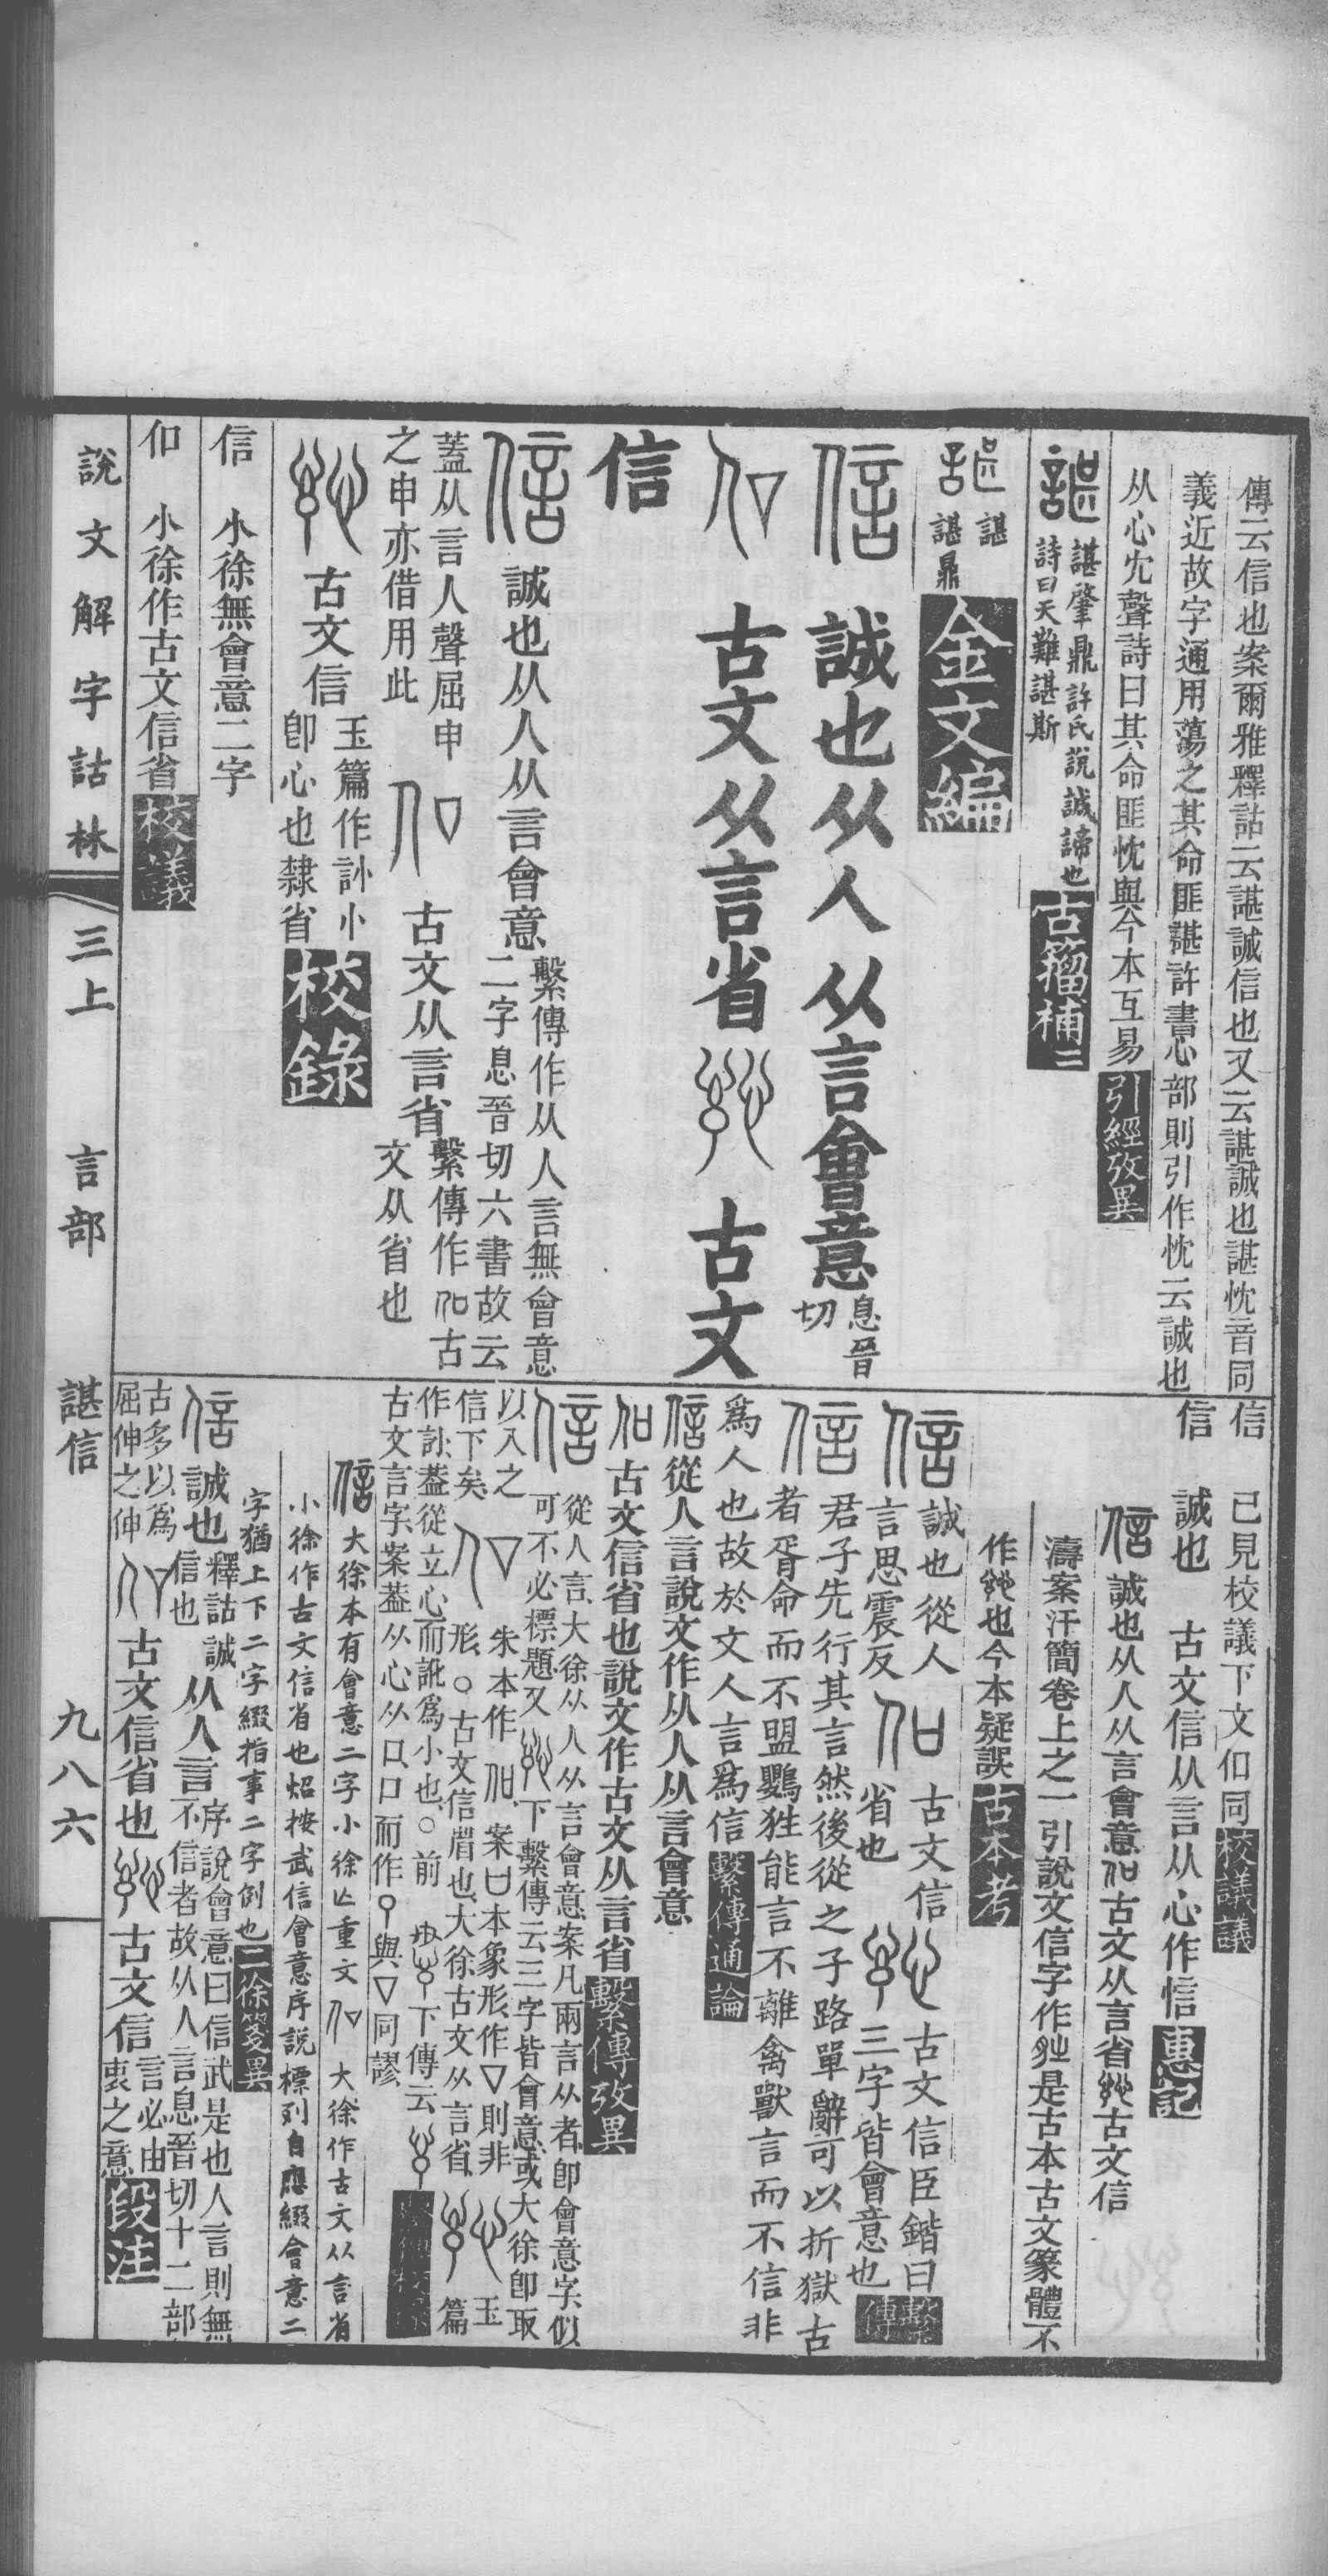 傳云信也案爾雅釋詁云諶誠信也又云諶誠也諶忱音同
義近故字通用蕩之其命匪諶許書心部則引作忱云誠也
从心冘聲詩曰其命匪忱與今本互易引經攷異
諶肇鼎許氏說誠諦也
詩曰天難諶斯
古籀補二
諶
諶鼎
金文編
信 誠也从人从言會意息晉切
古文从言省 古文
信
信 誠也从人从言會意繫傳作从人言無會意
二字息晉切六書故云
蓋从言人聲屈申
之申亦借用此
古文从言省繫傳作㐰古
文从省也
古文信玉篇作訫小
卽心也隸省
校錄
信 小徐無會意二字
㐰 小徐作古文信省校議
說文解字詁林 三上 言部 諶信 九八六
信 已見校議下文㐰同校議議
信 誠也 古文信从言从心作㐰惠記
信 誠也从人从言會意㐰古文从言省古文信
濤案汗簡卷上之一引說文信字作是古本古文篆體不
作也今本疑誤古本考
信 誠也從人
言思震反
㐰 古文信
省也
古文信臣鍇曰
三字皆會意也
繫傳
信 君子先行其言然後從之子路單辭可以折獄古
者胥命而不盟鸚狌能言不離禽獸言而不信非
爲人也故於文人言爲信繫傳通論
信從人言說文作从人从言會意
㐰古文信省也說文作古文从言省繫傳攷異
信 從人言大徐从人从言會意案凡兩言从者卽會意字似
可不必標題又下繫傳云三字皆會意或大徐卽取
以入之
信下矣
朱本作㐰案口本象形作▽則非
形○古文信省也大徐古文从言省
玉
篇
作訫葢從立心而訛爲小也○前下傳云
古文言字案葢从心从口口而作與▽同謬
信 大徐本有會意二字小徐㐰重文㐰大徐作古文从言省
小徐作古文信省也炤按武信會意序說標列自應綴會意二
字猶上下二字綴指事二字例也二徐箋異
信 誠也釋詁誠
信也
从人言序說會意曰信武是也人言則無
不信者故从人言息晉切十二部
古多以爲
屈伸之伸
古文信省也古文信言必由
衷之意
段注